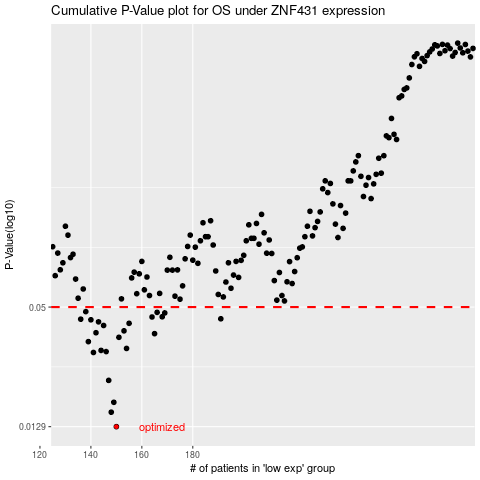 Cumulative P-Value plot for OS under ZNF431 expression
P-Value(log10)
0.05
0.0129
optimized
120 140 160 180
# of patients in 'low exp' group